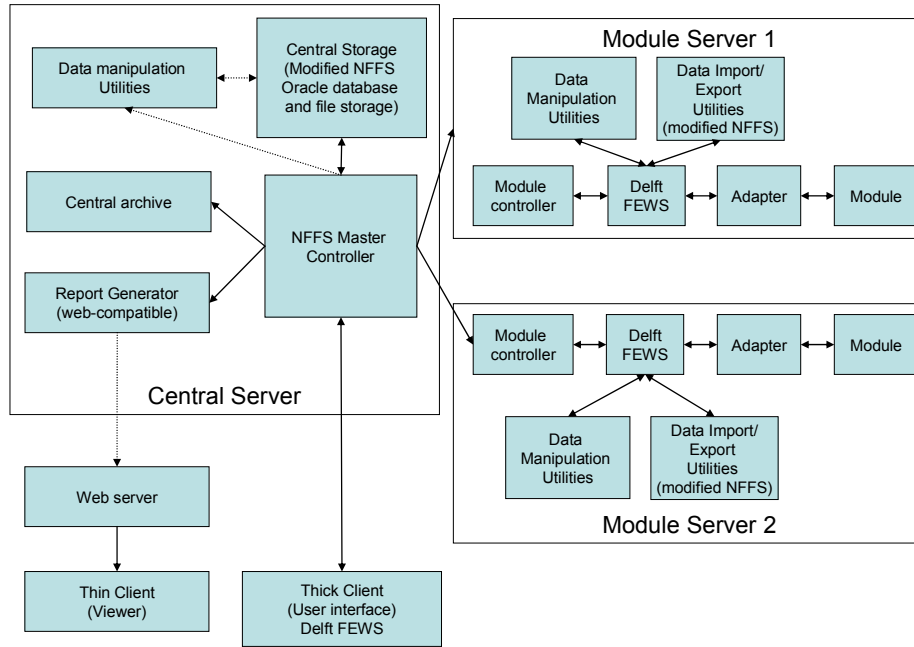 Data manipulation
Utilities
Central Storage
(Modified NFFS
Oracle database
and file storage)
Central archive
NFFS Master
Controller
Report Generator
(web-compatible)
Central Server
Web server
Thin Client
(Viewer)
Thick Client
(User interface)
Delft FEWS
Module Server 1
Data
Manipulation
Utilities
Data Import/
Export
Utilities
(modified NFFS)
Module
controller
Delft
FEWS
Adapter
Module
Module
controller
Delft
FEWS
Adapter
Module
Data
Manipulation
Utilities
Data Import/
Export
Utilities
(modified NFFS)
Module Server 2